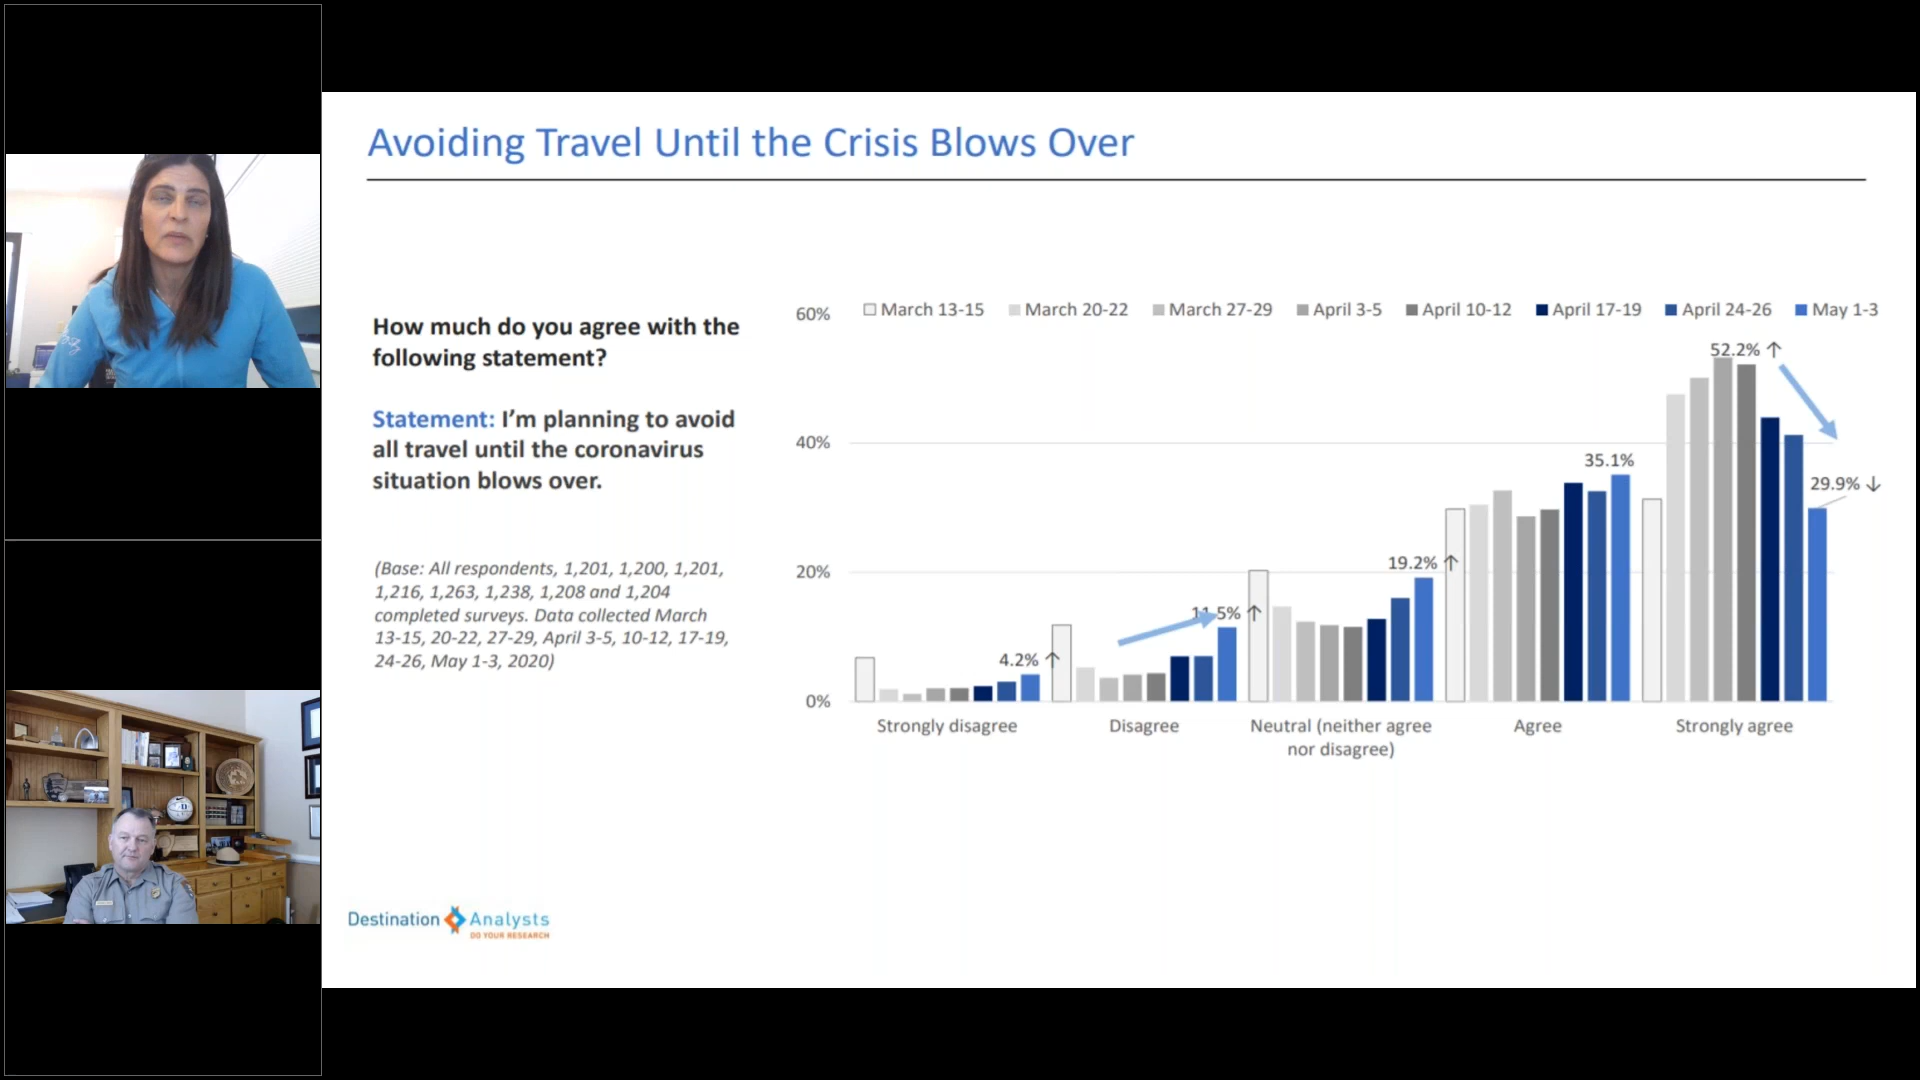 Avoiding Travel Until the Crisis Blows Over
How much do you agree with the
following statement?
Statement: I’m planning to avoid
all travel until the coronavirus
situation blows over.
(Base: All respondents, 1,201, 1,200, 1,201,
1,216, 1,263, 1,238, 1,208 and 1,204
completed surveys. Data collected March
13-15, 20-22, 27-29, April 3-5, 10-12, 17-19,
24-26, May 1-3, 2020)
March 13-15 March 20-22 March 27-29 April 3-5 April 10-12 April 17-19 April 24-26 May 1-3
60%
40%
20%
0%
4.2% ↑
11.5% ↑
19.2% ↑
35.1%
52.2% ↑
29.9% ↓
Strongly disagree
Disagree
Neutral (neither agree
nor disagree)
Agree
Strongly agree
Destination Analysts
DO YOUR RESEARCH